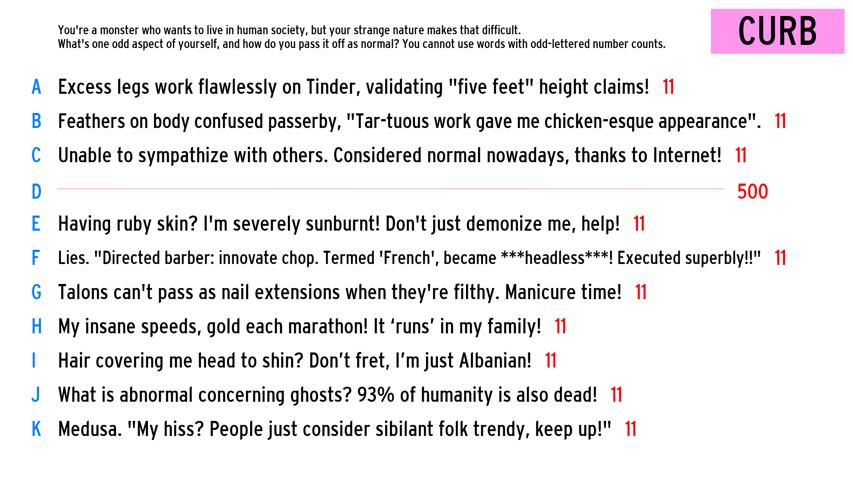 You're a monster who wants to live in human society, but your strange nature makes that difficult.
What's one odd aspect of yourself, and how do you pass it off as normal? You cannot use words with odd-lettered number counts.
CURB
A Excess legs work flawlessly on Tinder, validating "five feet" height claims! 11
B Feathers on body confused passerby, "Tar-tuous work gave me chicken-esque appearance". 11
C Unable to sympathize with others. Considered normal nowadays, thanks to Internet! 11
D 500
E Having ruby skin? I'm severely sunburnt! Don't just demonize me, help! 11
F Lies. "Directed barber: innovate chop. Termed 'French', became ***headless***! Executed superbly!!" 11
G Talons can't pass as nail extensions when they're filthy. Manicure time! 11
H My insane speeds, gold each marathon! It ‘runs’ in my family! 11
I Hair covering me head to shin? Don’t fret, I’m just Albanian! 11
J What is abnormal concerning ghosts? 93% of humanity is also dead! 11
K Medusa. "My hiss? People just consider sibilant folk trendy, keep up!" 11